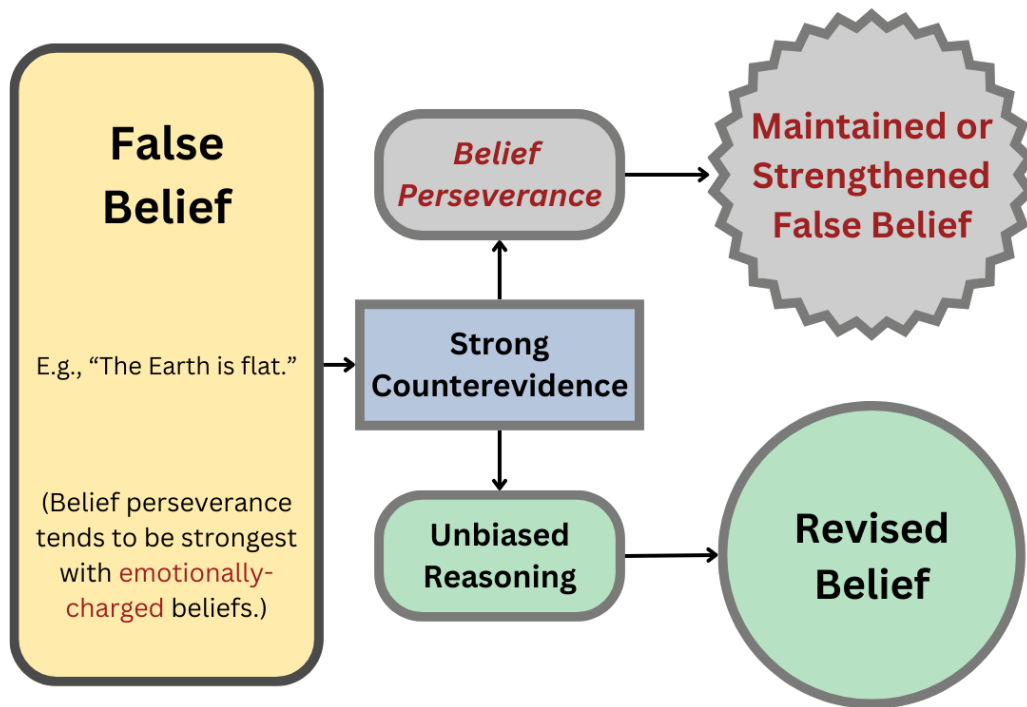 False
Belief
E.g., “The Earth is flat.”
(Belief perseverance
tends to be strongest
with emotionally-
charged beliefs.)
Strong
Counterevidence
Belief
Perseverance
Maintained or
Strengthened
False Belief
Unbiased
Reasoning
Revised
Belief